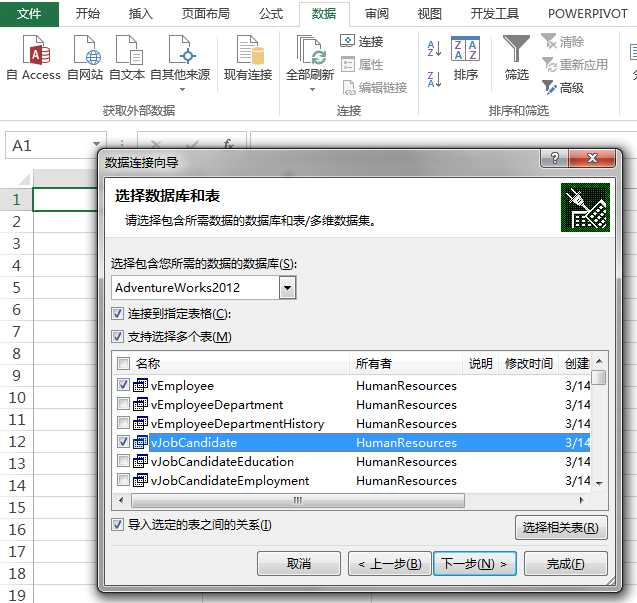 文件 开始 插入 页面布局 公式 数据 审阅 视图 开发工具 POWERPIVOT
自 Access 自网站 自文本 自其他来源 现有连接 全部刷新 连接 属性 编辑链接 排序 筛选 清除 重新应用 高级
获取外部数据 连接 排序和筛选
A1
数据连接向导
选择数据库和表
请选择包含所需数据的数据库和表/多维数据集。
选择包含您所需的数据的数据库(S):
AdventureWorks2012
连接到指定表格(C):
支持选择多个表(M)
名称 所有者 说明 修改时间 创建
vEmployee HumanResources 3/14
vEmployeeDepartment HumanResources 3/14
vEmployeeDepartmentHistory HumanResources 3/14
vJobCandidate HumanResources 3/14
vJobCandidateEducation HumanResources 3/14
vJobCandidateEmployment HumanResources 3/14
导入选定的表之间的关系(I)
选择相关表(R)
取消 < 上一步(B) 下一步(N) > 完成(F)
1
2
3
4
5
6
7
8
9
10
11
12
13
14
15
16
17
18
19